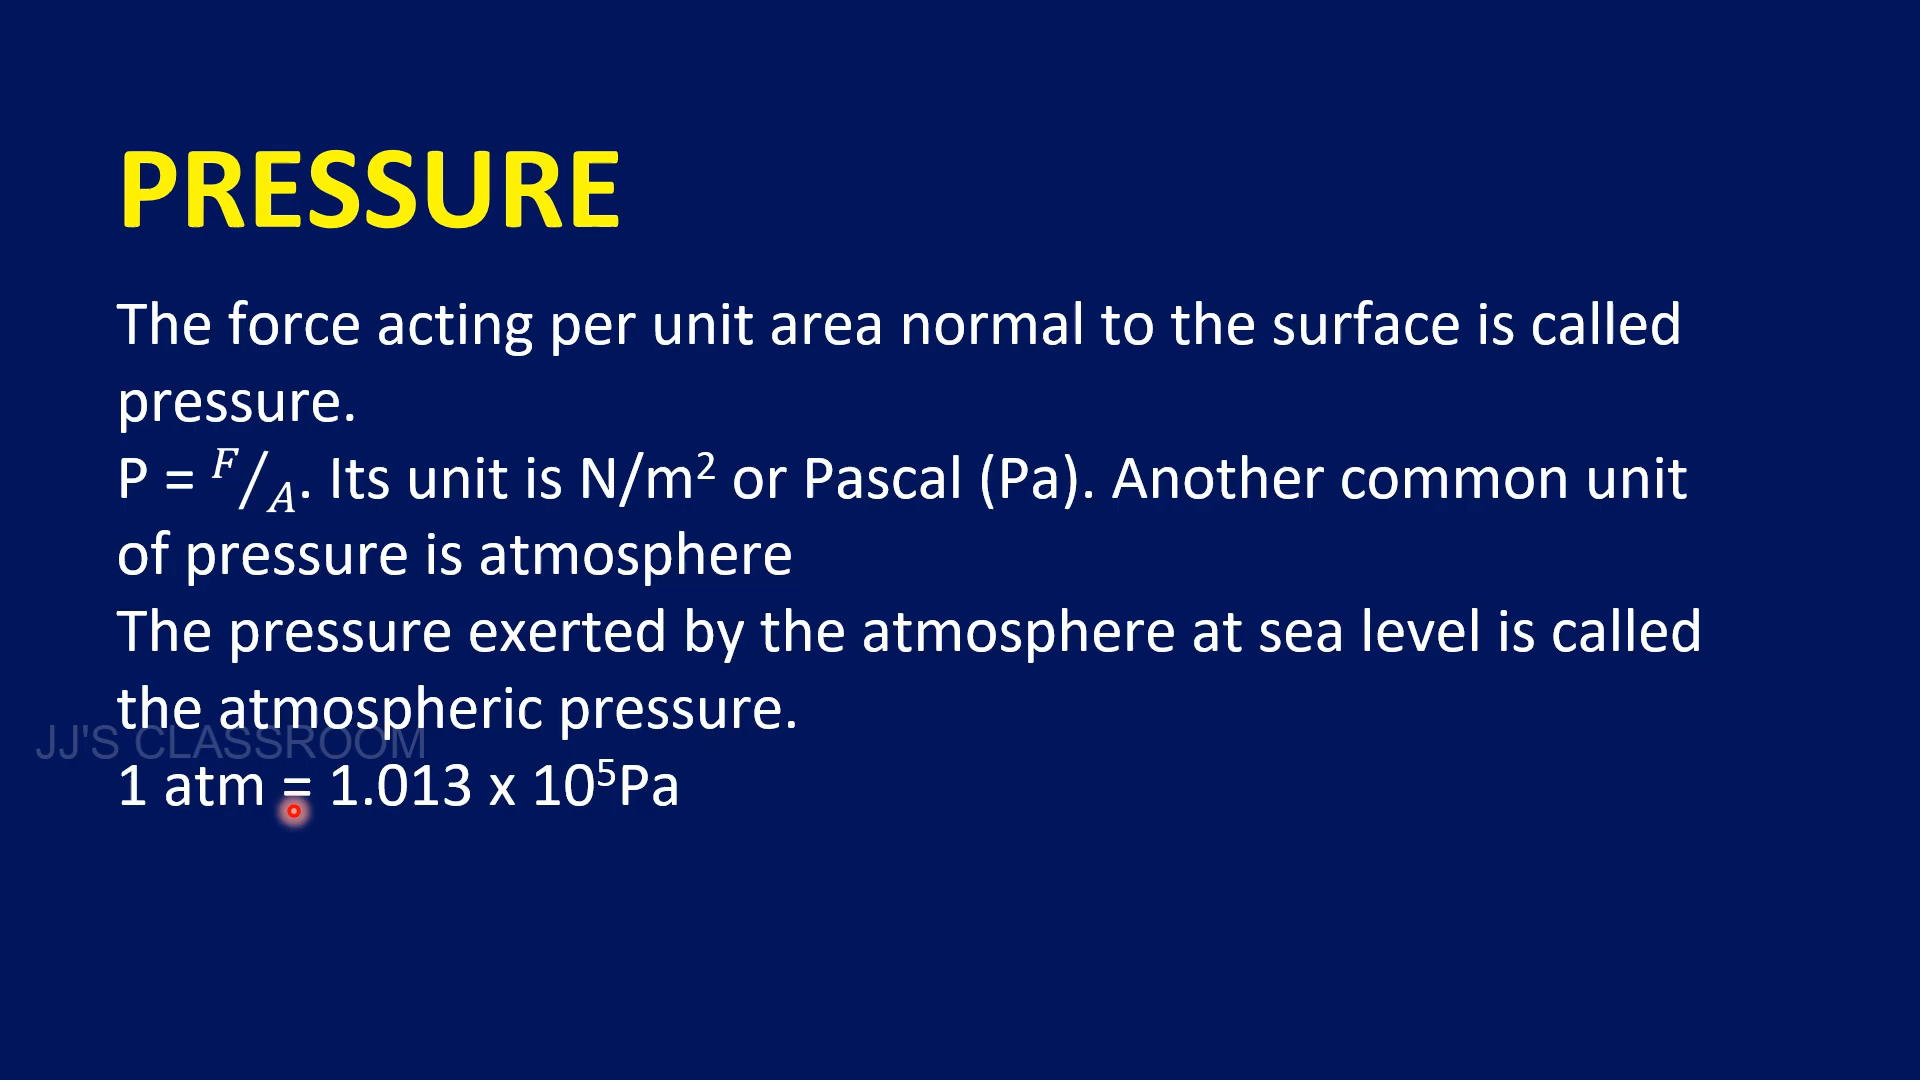 PRESSURE
The force acting per unit area normal to the surface is called
pressure.
P = F/A. Its unit is N/m² or Pascal (Pa). Another common unit
of pressure is atmosphere
The pressure exerted by the atmosphere at sea level is called
the atmospheric pressure.
JJ'S CLASSROOM
1 atm = 1.013 x 10⁵Pa